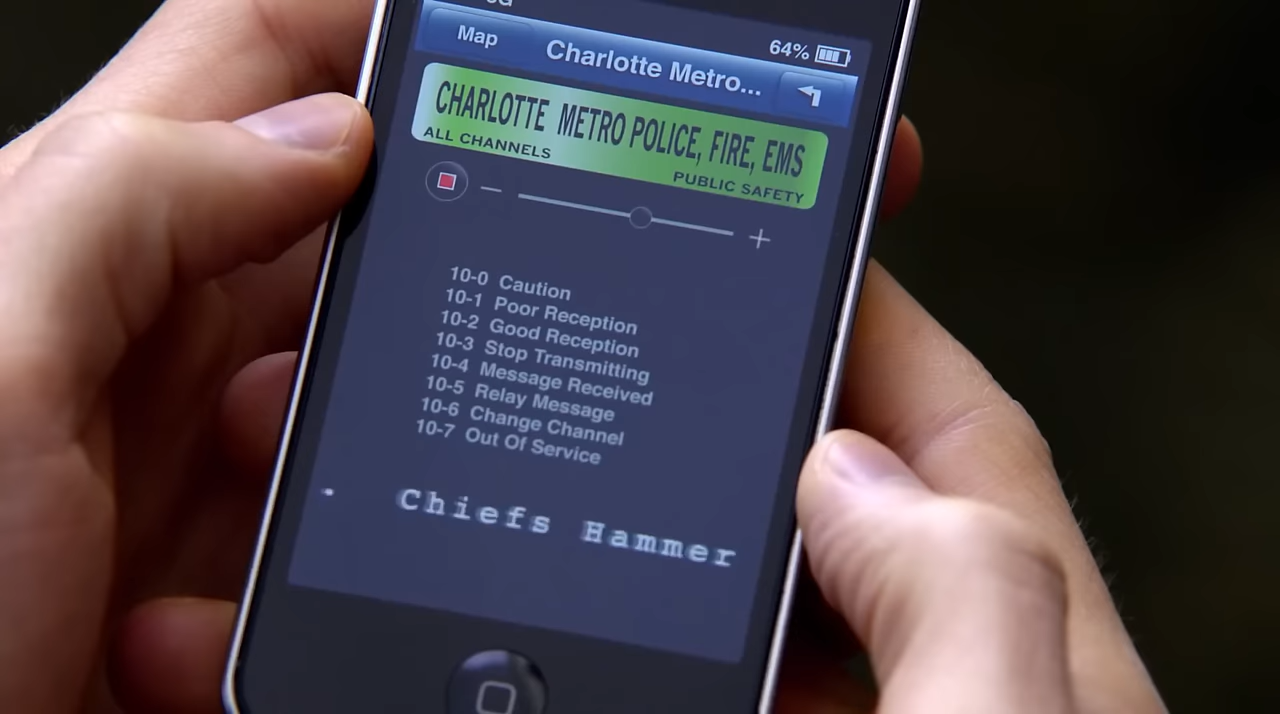 64%
Map
Charlotte Metro...
CHARLOTTE METRO POLICE, FIRE, EMS
ALL CHANNELS
PUBLIC SAFETY
10-0 Caution
10-1 Poor Reception
10-2 Good Reception
10-3 Stop Transmitting
10-4 Message Received
10-5 Relay Message
10-6 Change Channel
10-7 Out Of Service
Chiefs Hammer